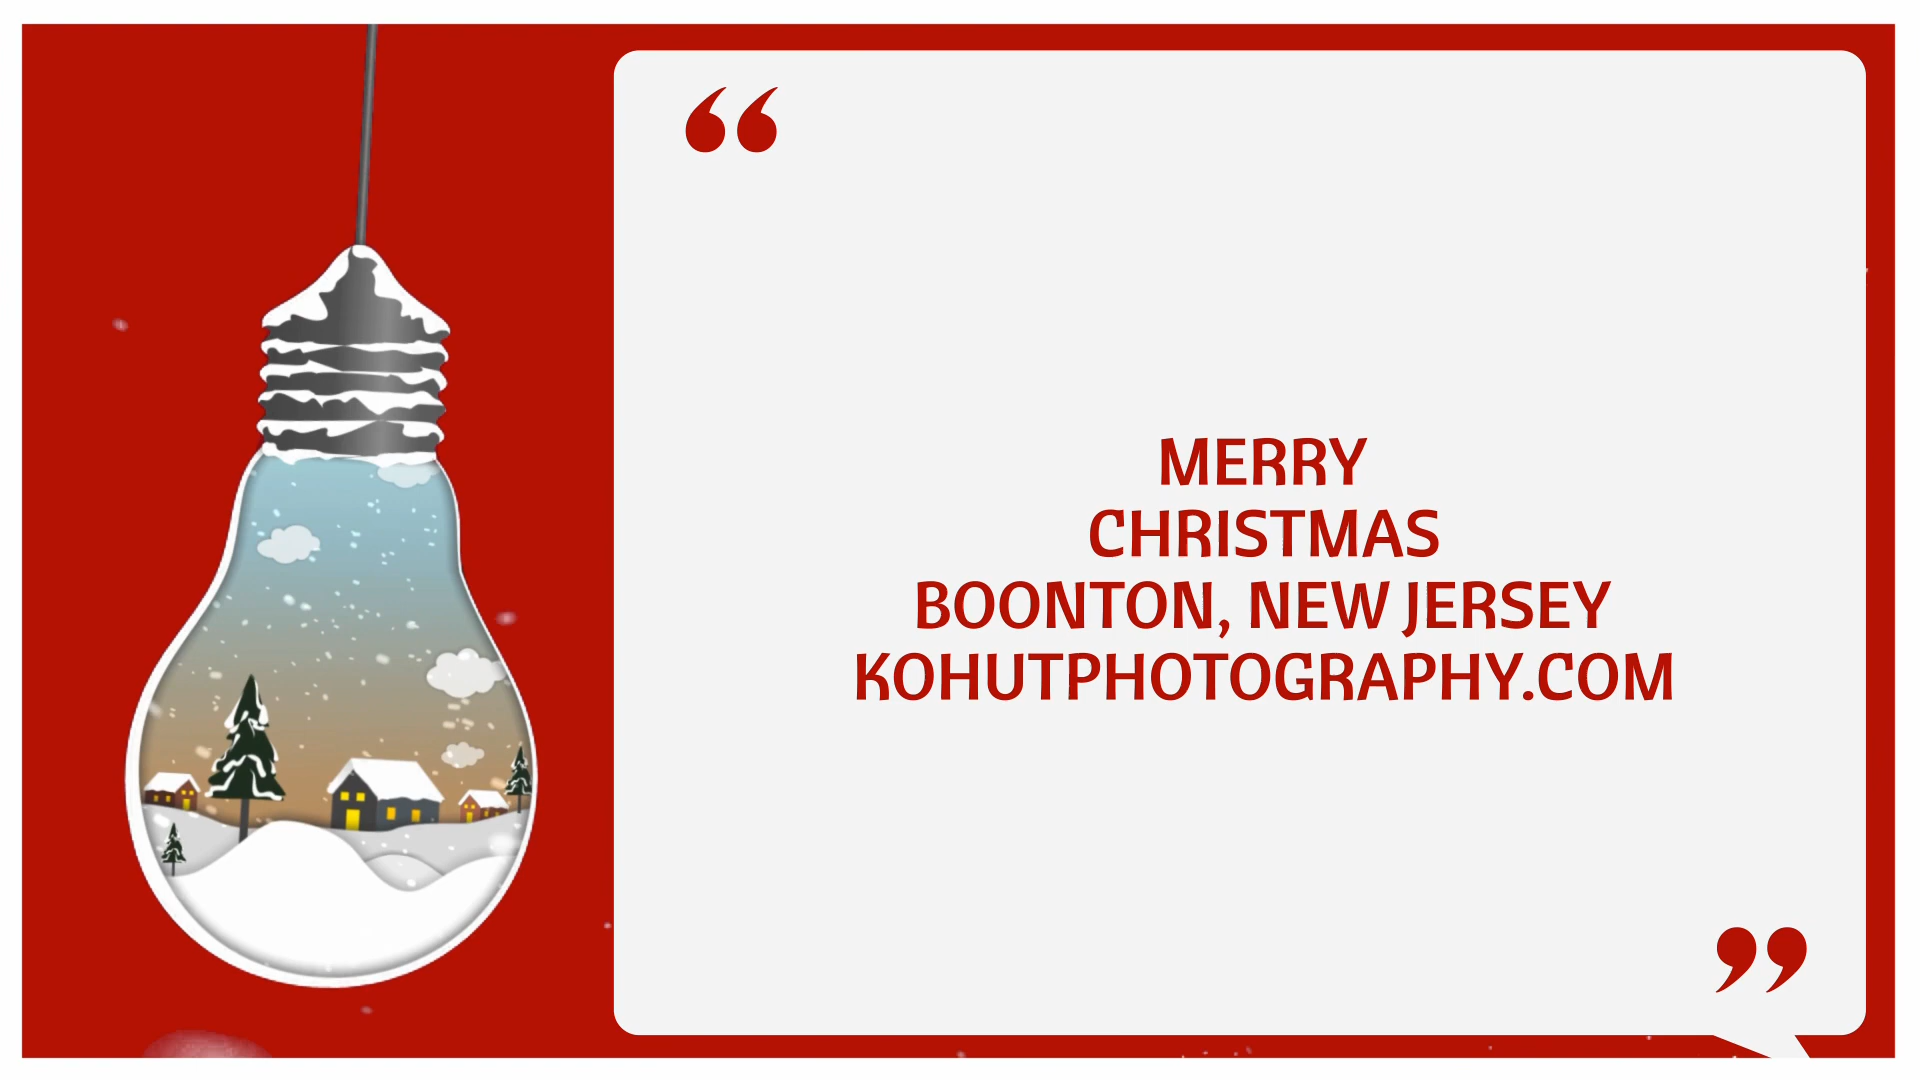 “
MERRY
CHRISTMAS
BOONTON, NEW JERSEY
KOHUTPHOTOGRAPHY.COM
”